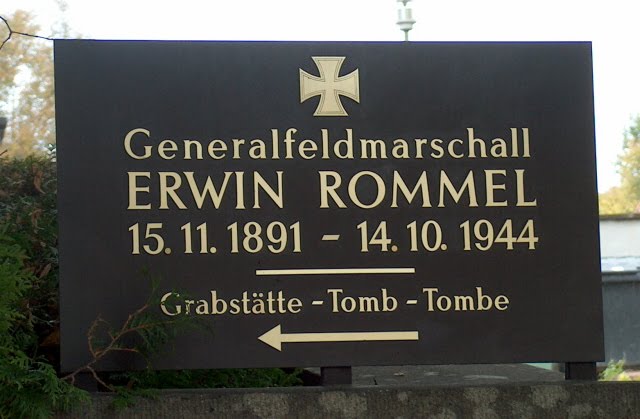 Generalfeldmarschall
ERWIN ROMMEL
15. 11. 1891 - 14. 10. 1944
Grabstätte - Tomb - Tombe